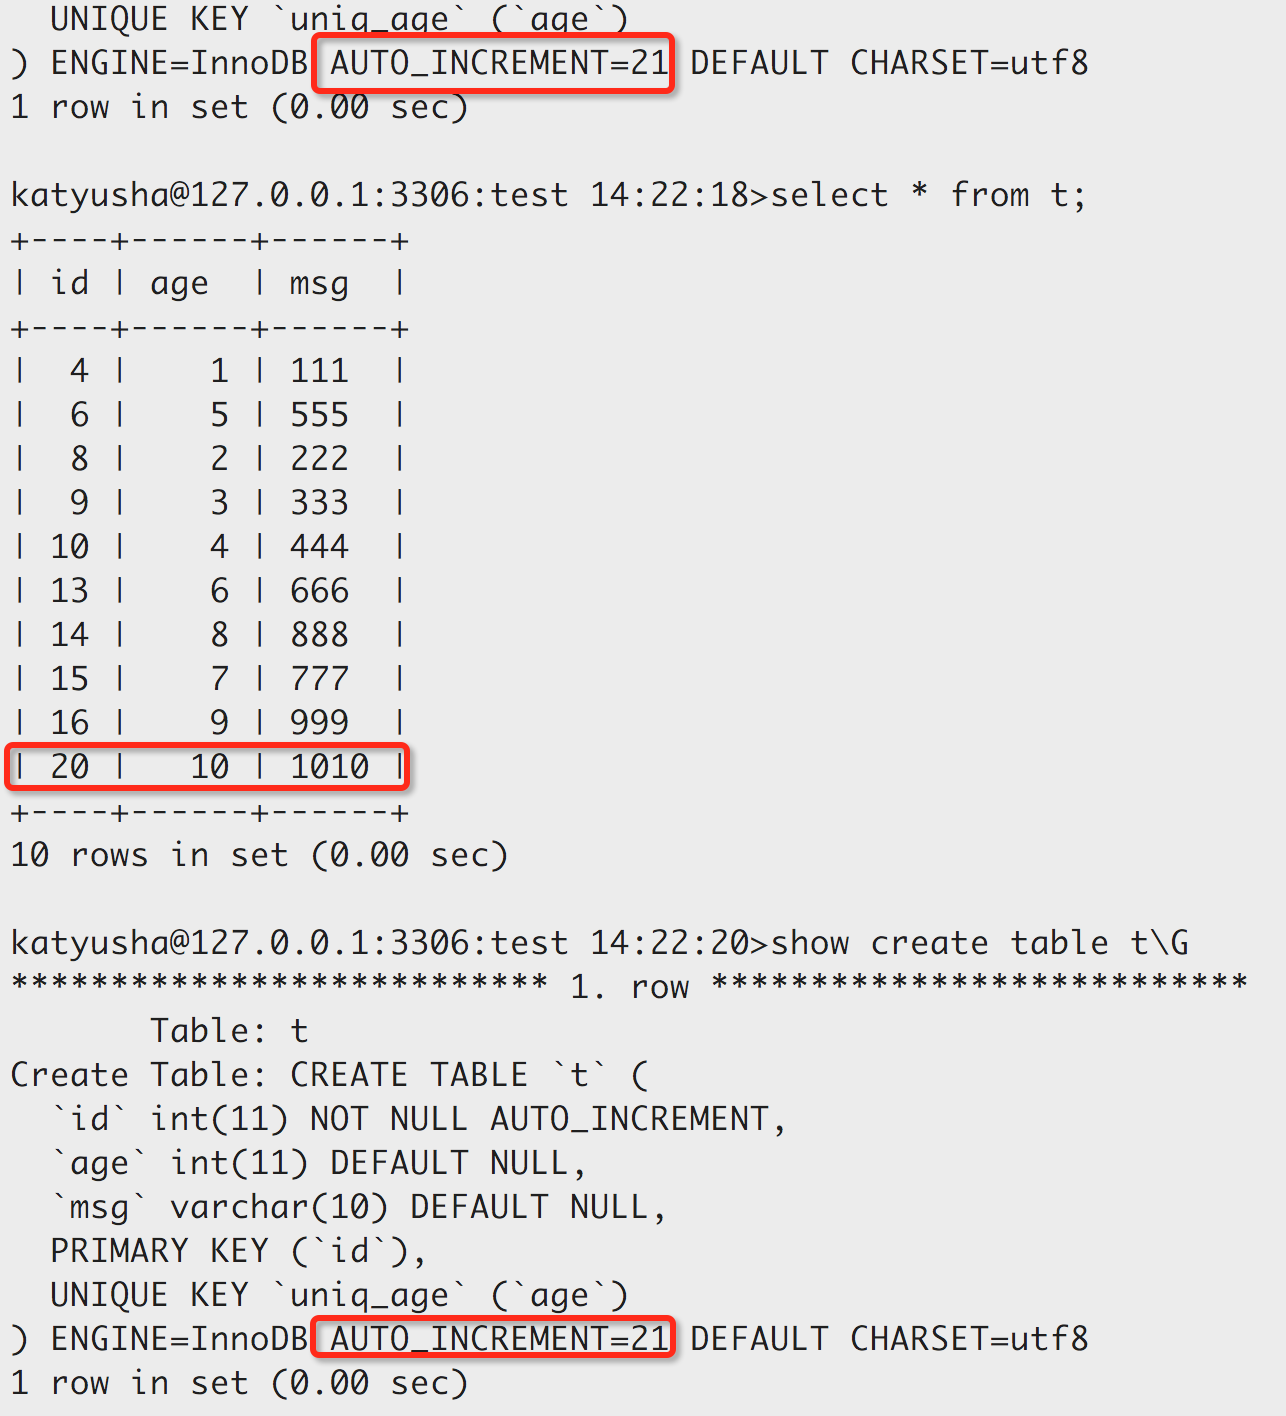 UNIQUE KEY `uniq_age` (`age`)
) ENGINE=InnoDB AUTO_INCREMENT=21 DEFAULT CHARSET=utf8
1 row in set (0.00 sec)

katyusha@127.0.0.1:3306:test 14:22:18>select * from t;
+----+------+------+
| id | age  | msg  |
+----+------+------+
|  4 |    1 | 111  |
|  6 |    5 | 555  |
|  8 |    2 | 222  |
|  9 |    3 | 333  |
| 10 |    4 | 444  |
| 13 |    6 | 666  |
| 14 |    8 | 888  |
| 15 |    7 | 777  |
| 16 |    9 | 999  |
| 20 |   10 | 1010 |
+----+------+------+
10 rows in set (0.00 sec)

katyusha@127.0.0.1:3306:test 14:22:20>show create table t\G
*************************** 1. row ***************************
       Table: t
Create Table: CREATE TABLE `t` (
  `id` int(11) NOT NULL AUTO_INCREMENT,
  `age` int(11) DEFAULT NULL,
  `msg` varchar(10) DEFAULT NULL,
  PRIMARY KEY (`id`),
  UNIQUE KEY `uniq_age` (`age`)
) ENGINE=InnoDB AUTO_INCREMENT=21 DEFAULT CHARSET=utf8
1 row in set (0.00 sec)